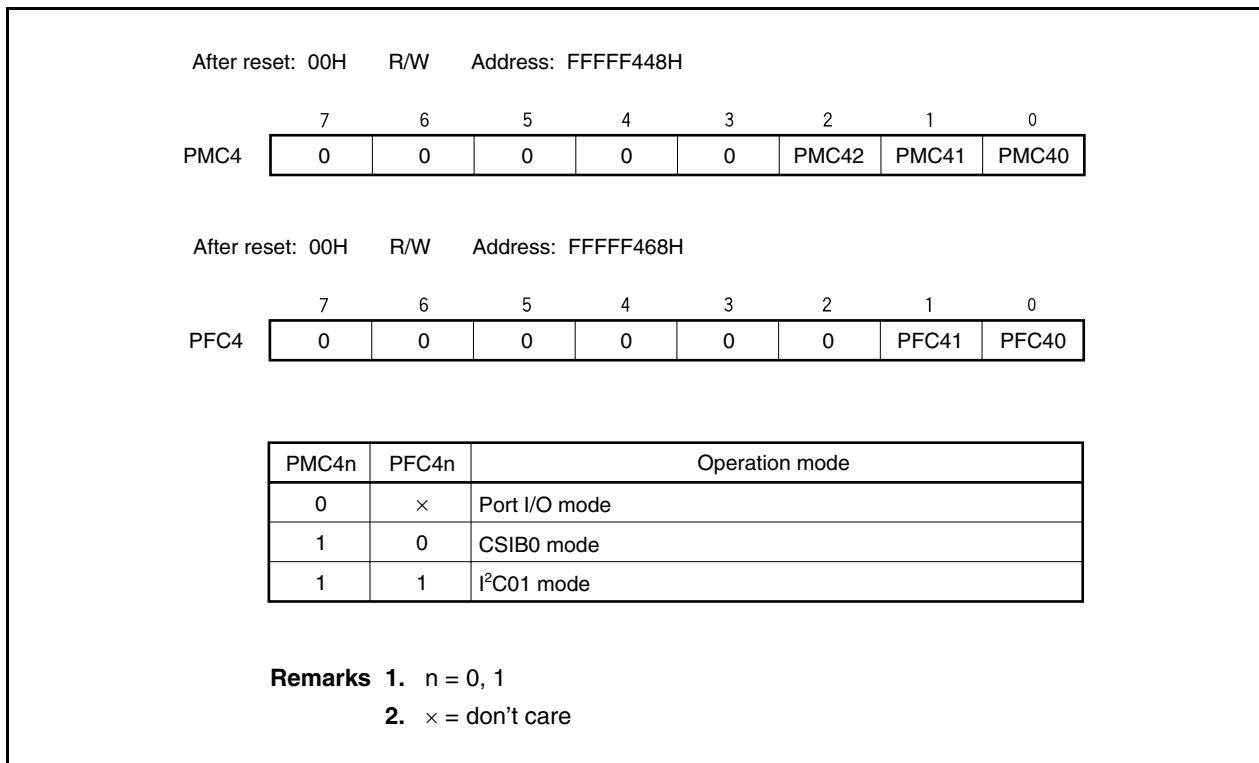 After reset: 00H R/W Address: FFFFF448H
7 6 5 4 3 2 1 0
PMC4 0 0 0 0 0 PMC42 PMC41 PMC40
After reset: 00H R/W Address: FFFFF468H
7 6 5 4 3 2 1 0
PFC4 0 0 0 0 0 0 PFC41 PFC40
PMC4n PFC4n Operation mode
0 × Port I/O mode
1 0 CSIB0 mode
1 1 I²C01 mode
Remarks 1. n = 0, 1
2. × = don't care